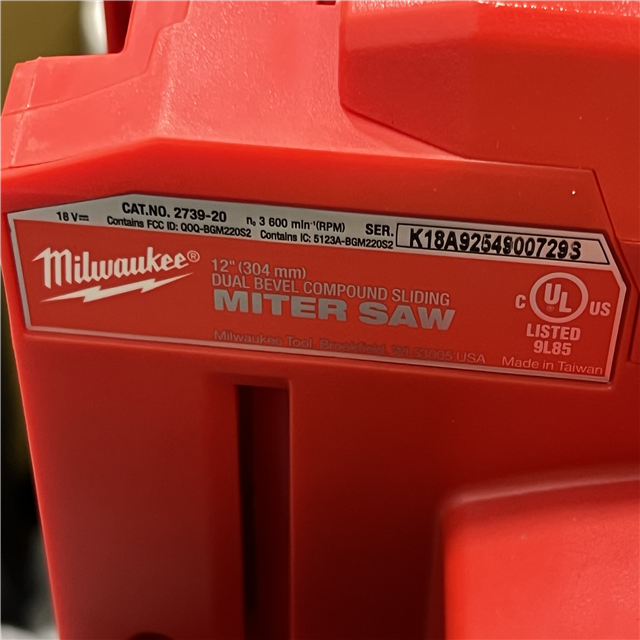 18 V⎓ CAT.NO. 2739-20 n₀ 3 600 min⁻¹(RPM) SER.
Contains FCC ID: QOQ-BGM220S2 Contains IC: 5123A-BGM220S2
Milwaukee®
12" (304 mm)
DUAL BEVEL COMPOUND SLIDING
MITER SAW
Milwaukee Tool, Brookfield, WI 53005 USA
C UL US
LISTED
9L85
Made in Taiwan